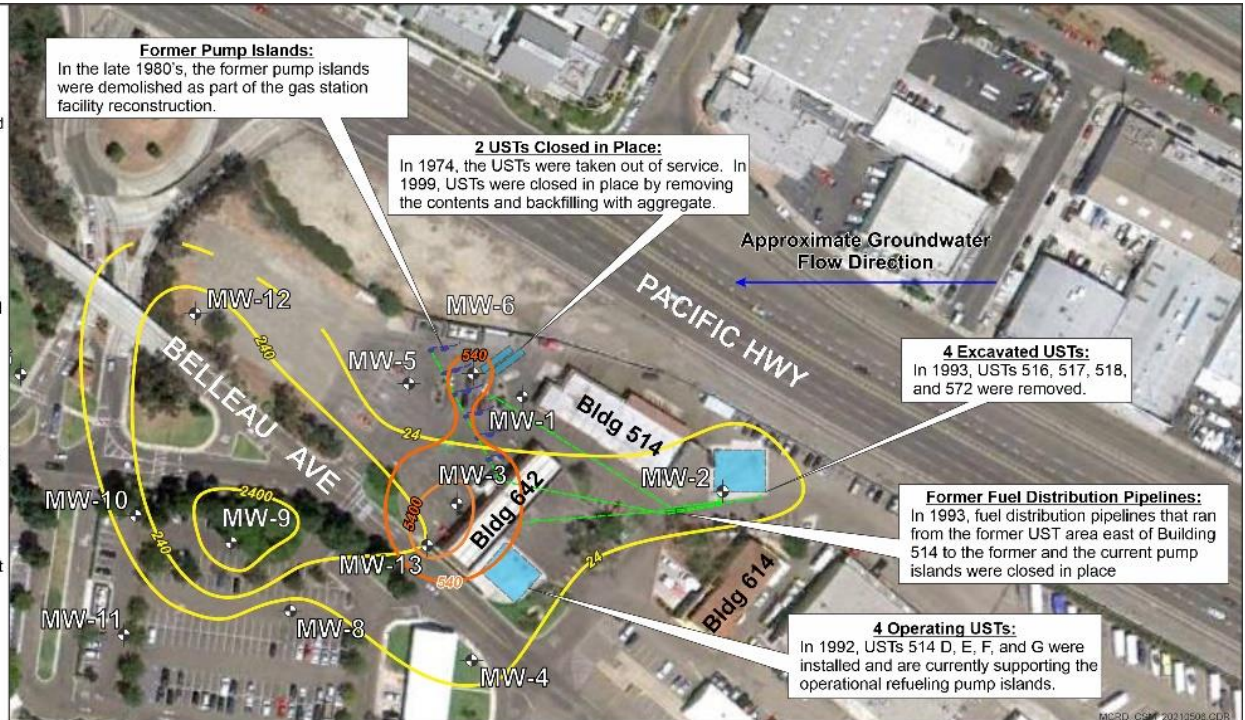 Former Pump Islands:
In the late 1980's, the former pump islands
were demolished as part of the gas station
facility reconstruction.
2 USTs Closed in Place:
In 1974, the USTs were taken out of service. In
1999, USTs were closed in place by removing
the contents and backfilling with aggregate.
Approximate Groundwater
Flow Direction
PACIFIC HWY
MW-6
MW-12
240
540
MW-5
4 Excavated USTs:
In 1993, USTs 516, 517, 518,
and 572 were removed.
BELLEAU AVE
MW-1
Bldg 514
24
MW-2
MW-3
Bldg 642
5400
2400
MW-10
MW-9
Former Fuel Distribution Pipelines:
In 1993, fuel distribution pipelines that ran
from the former UST area east of Building
514 to the former and the current pump
islands were closed in place
240
24
MW-13
540
Bldg 614
MW-11
MW-8
4 Operating USTs:
In 1992, USTs 514 D, E, F, and G were
installed and are currently supporting the
operational refueling pump islands.
MW-4